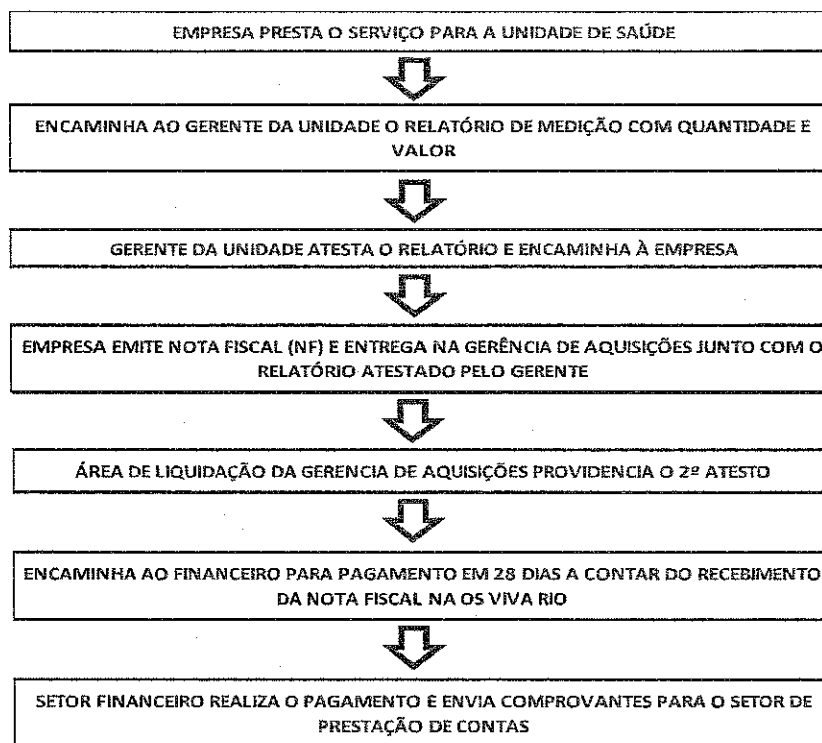 EMPRESA PRESTA O SERVIÇO PARA A UNIDADE DE SAÚDE
ENCAMINHA AO GERENTE DA UNIDADE O RELATÓRIO DE MEDIÇÃO COM QUANTIDADE E
VALOR
GERENTE DA UNIDADE ATESTA O RELATÓRIO E ENCAMINHA À EMPRESA
EMPRESA EMITE NOTA FISCAL (NF) E ENTREGA NA GERÊNCIA DE AQUISIÇÕES JUNTO COM O
RELATÓRIO ATESTADO PELO GERENTE
ÁREA DE LIQUIDAÇÃO DA GERENCIA DE AQUISIÇÕES PROVIDENCIA O 2º ATESTO
ENCAMINHA AO FINANCEIRO PARA PAGAMENTO EM 28 DIAS A CONTAR DO RECEBIMENTO
DA NOTA FISCAL NA OS VIVA RIO
SETOR FINANCEIRO REALIZA O PAGAMENTO E ENVIA COMPROVANTES PARA O SETOR DE
PRESTAÇÃO DE CONTAS